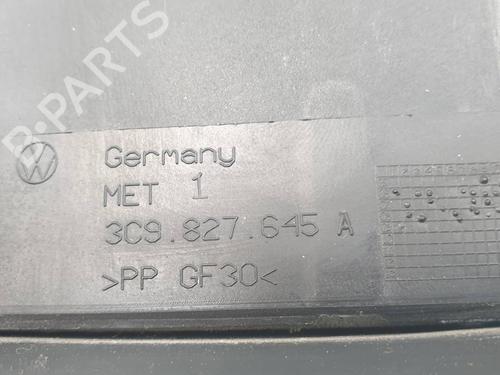 B-PARTS
Germany
MET 1
3C9.827.645 A
>PP GF30<